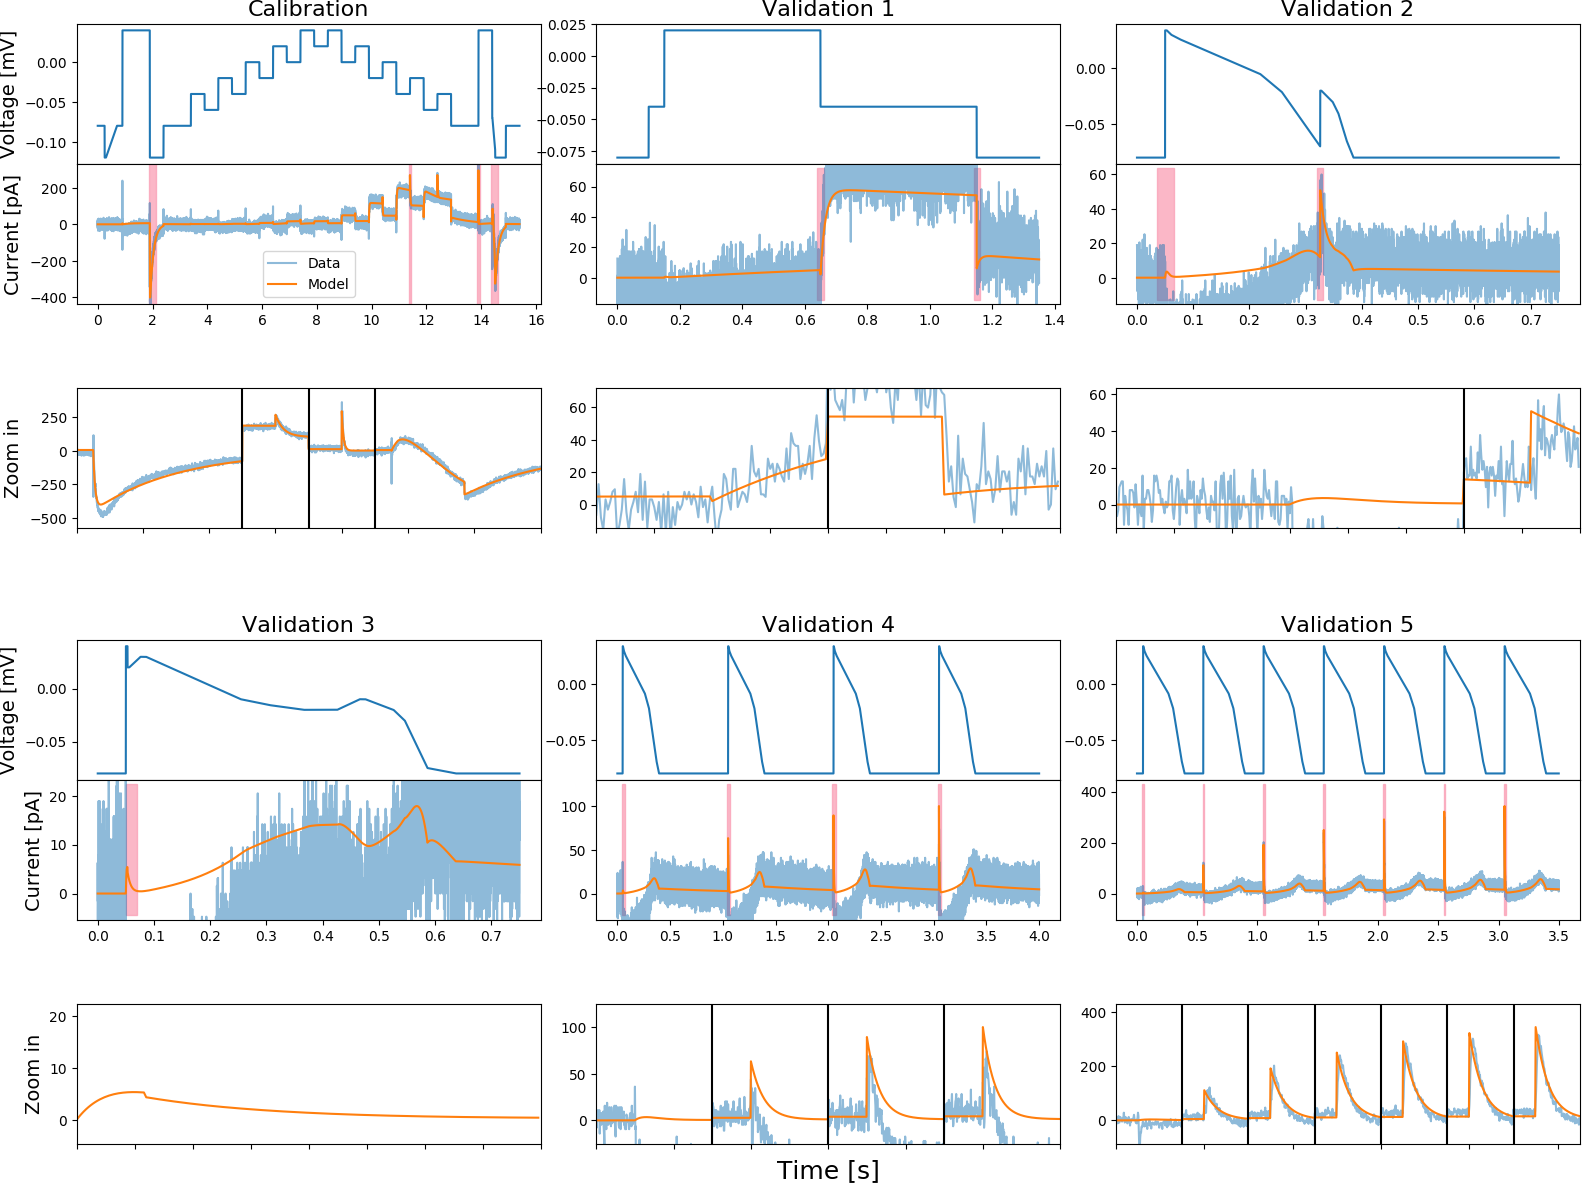 Calibration
Validation 1
Validation 2
Voltage [mV]
0.00
−0.05
−0.10
0.025
0.000
−0.025
−0.050
−0.075
0.00
−0.05
Current [pA]
200
0
−200
−400
Data
Model
60
40
20
0
60
40
20
0
0 2 4 6 8 10 12 14 16
0.0 0.2 0.4 0.6 0.8 1.0 1.2 1.4
0.0 0.1 0.2 0.3 0.4 0.5 0.6 0.7
Zoom in
250
0
−250
−500
60
40
20
0
60
40
20
0
Validation 3
Validation 4
Validation 5
Voltage [mV]
0.00
−0.05
0.00
−0.05
0.00
−0.05
Current [pA]
20
10
0
100
50
0
400
200
0
0.0 0.1 0.2 0.3 0.4 0.5 0.6 0.7
0.0 0.5 1.0 1.5 2.0 2.5 3.0 3.5 4.0
0.0 0.5 1.0 1.5 2.0 2.5 3.0 3.5
Zoom in
20
10
0
100
50
0
400
200
0
Time [s]